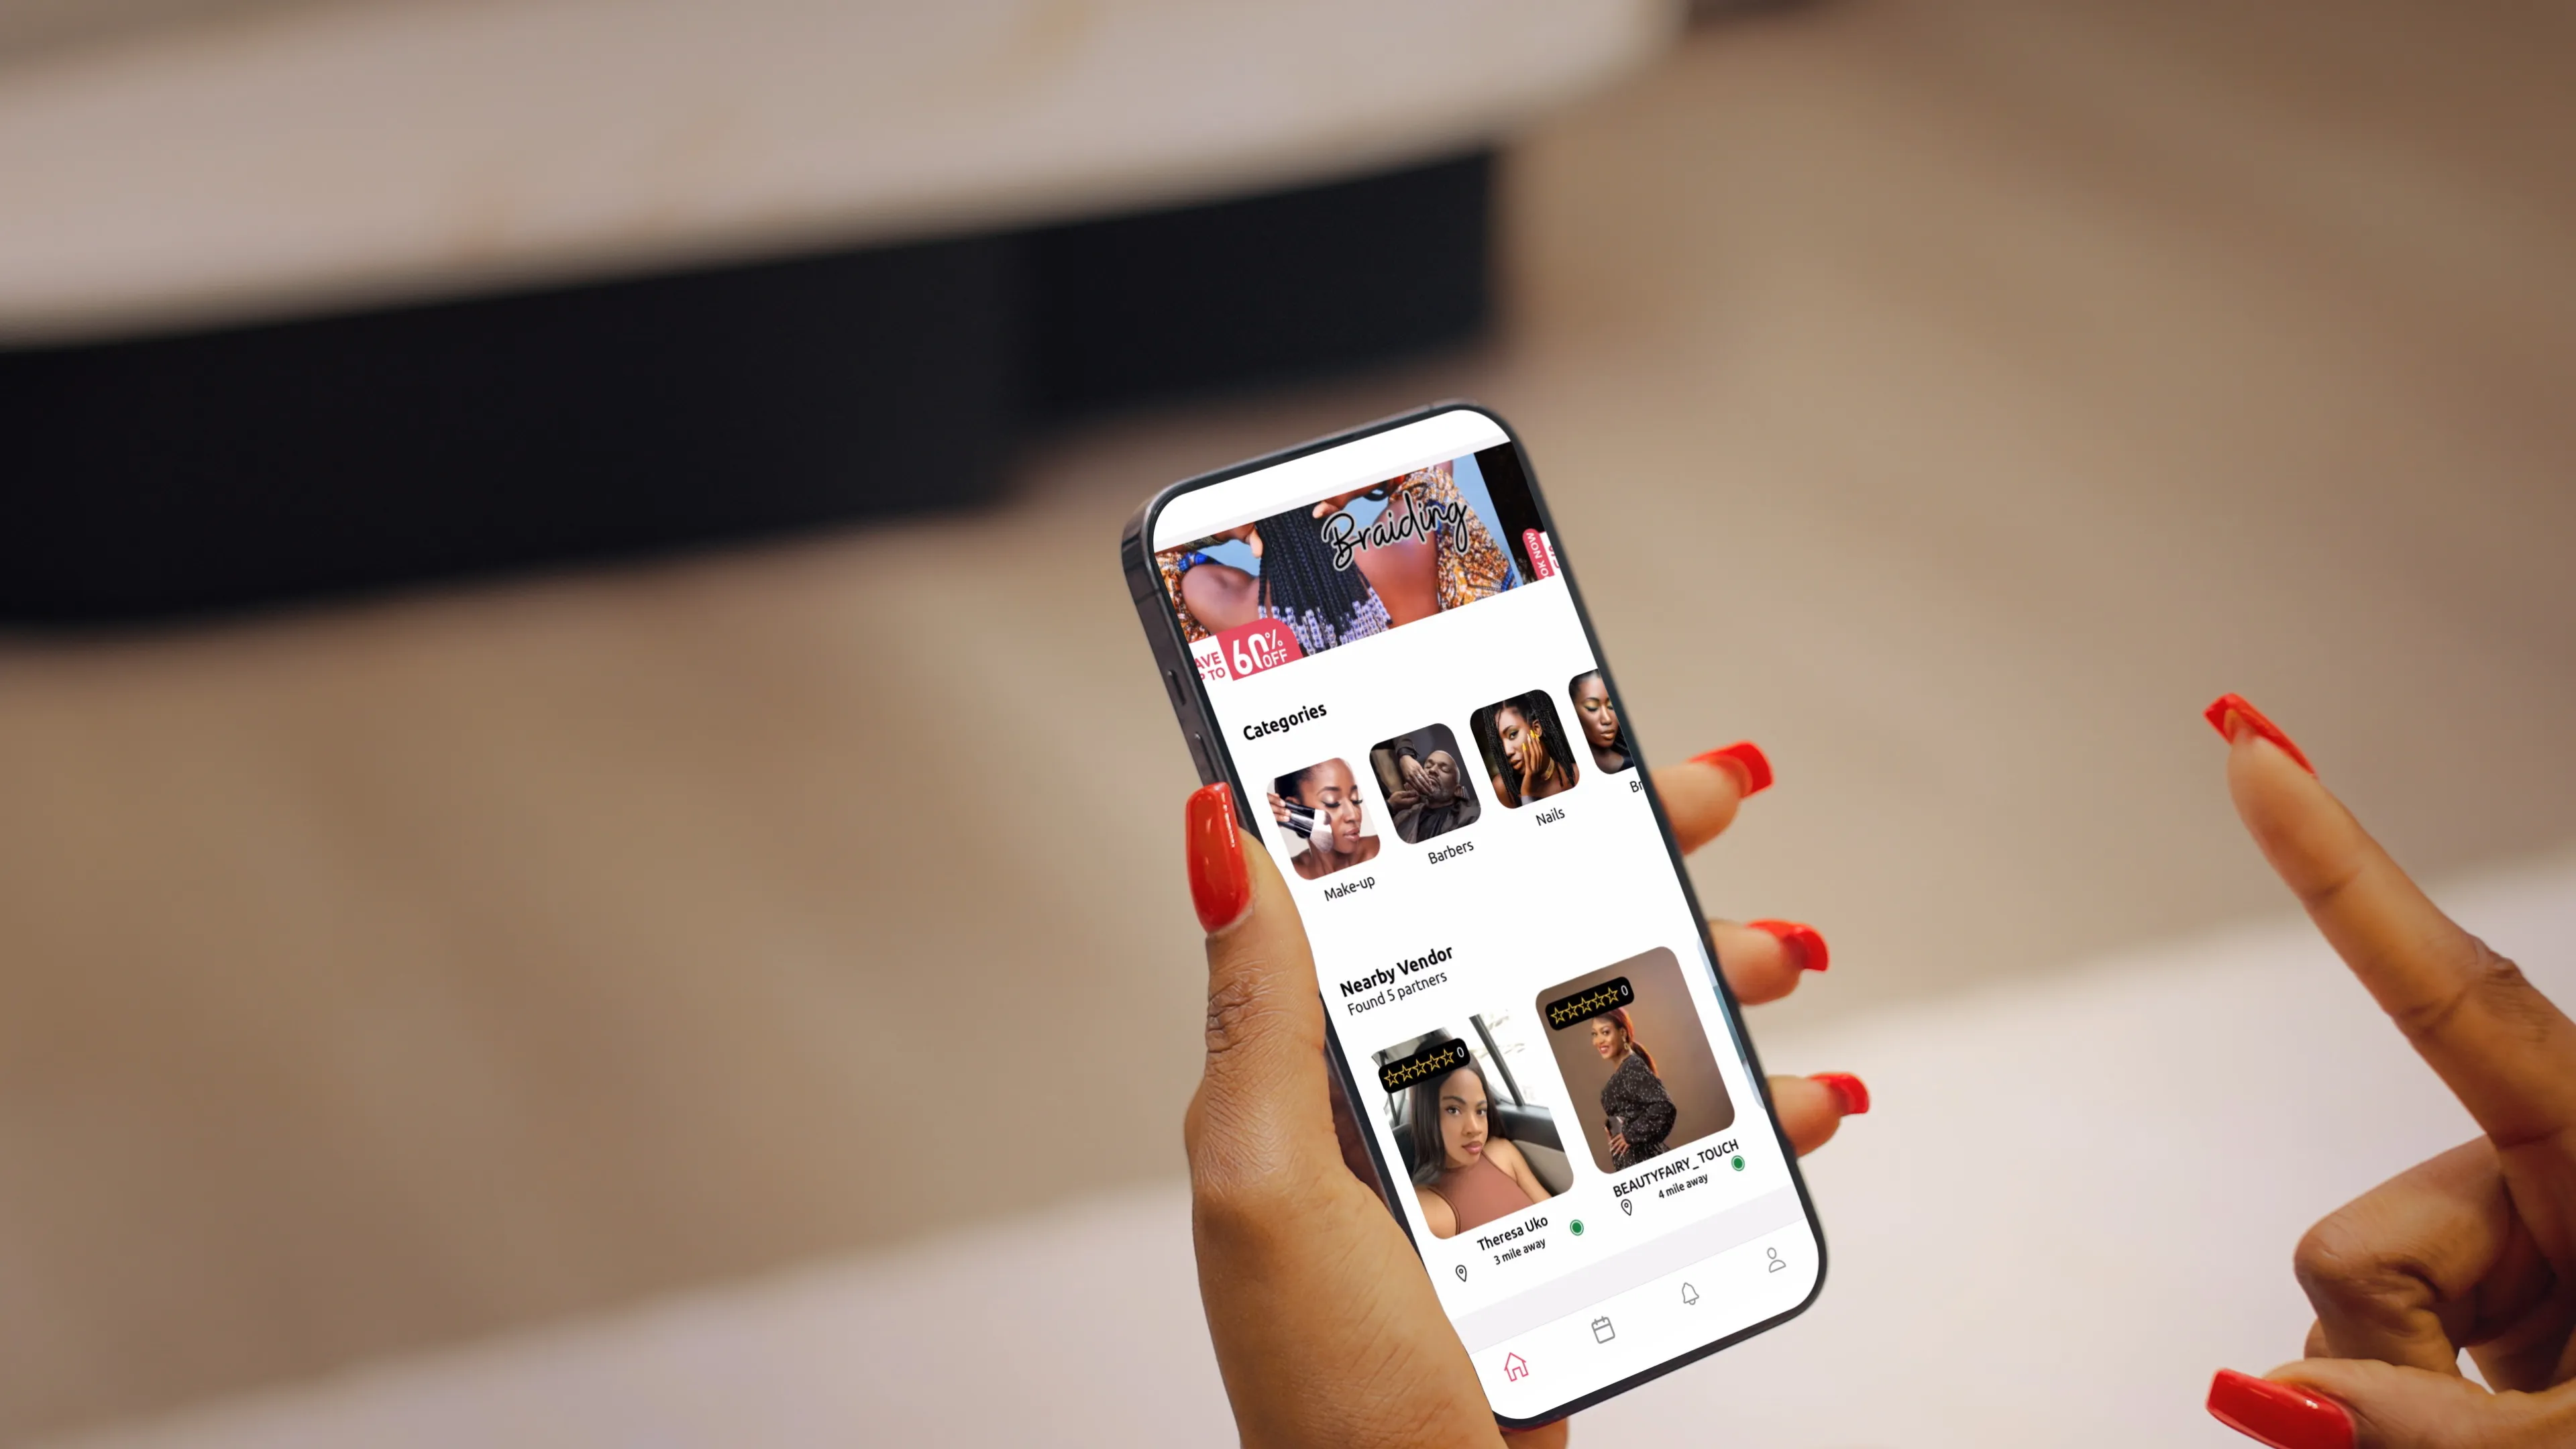 Braiding
OK NOW
AVE
P TO
60%
OFF
Categories
Make-up
Barbers
Nails
Br
Nearby Vendor
Found 5 partners
0
0
Theresa Uko
3 mile away
BEAUTYFAIRY_TOUCH
4 mile away